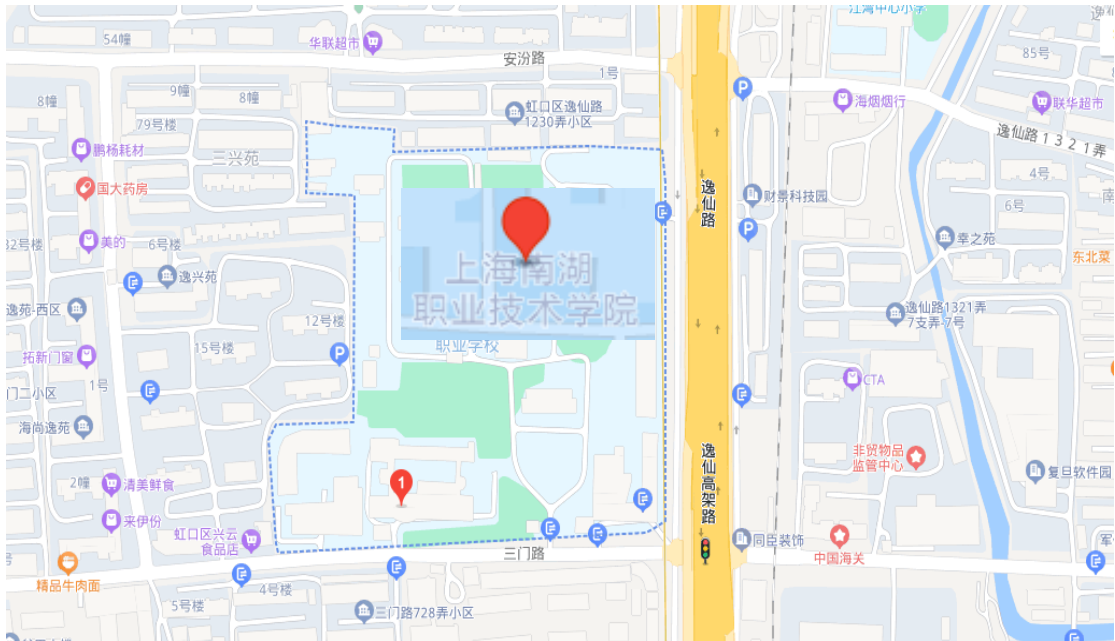 江湾中心小学
54幢
华联超市
安汾路
1号
85号
8幢
9幢
8幢
虹口区逸仙路
1230弄小区
海烟烟行
联华超市
79号楼
逸仙路1321弄
鹏杨耗材
三兴苑
国大药房
逸仙路
财景科技园
4号
6号
南
美的
32号楼
6号楼
幸之苑
东北菜
上海南湖
职业技术学院
逸兴苑
逸苑-西区
12号楼
逸仙路1321弄
7支弄-7号
职业学校
15号楼
拓新门窗
1号
CTA
门二小区
海尚逸苑
逸仙高架路
非贸物品
监管中心
复旦软件园
2幢
清美鲜食
1
来伊份
虹口区兴云
食品店
三门路
同臣装饰
中国海关
军
精品牛肉面
4号楼
5号楼
三门路728弄小区